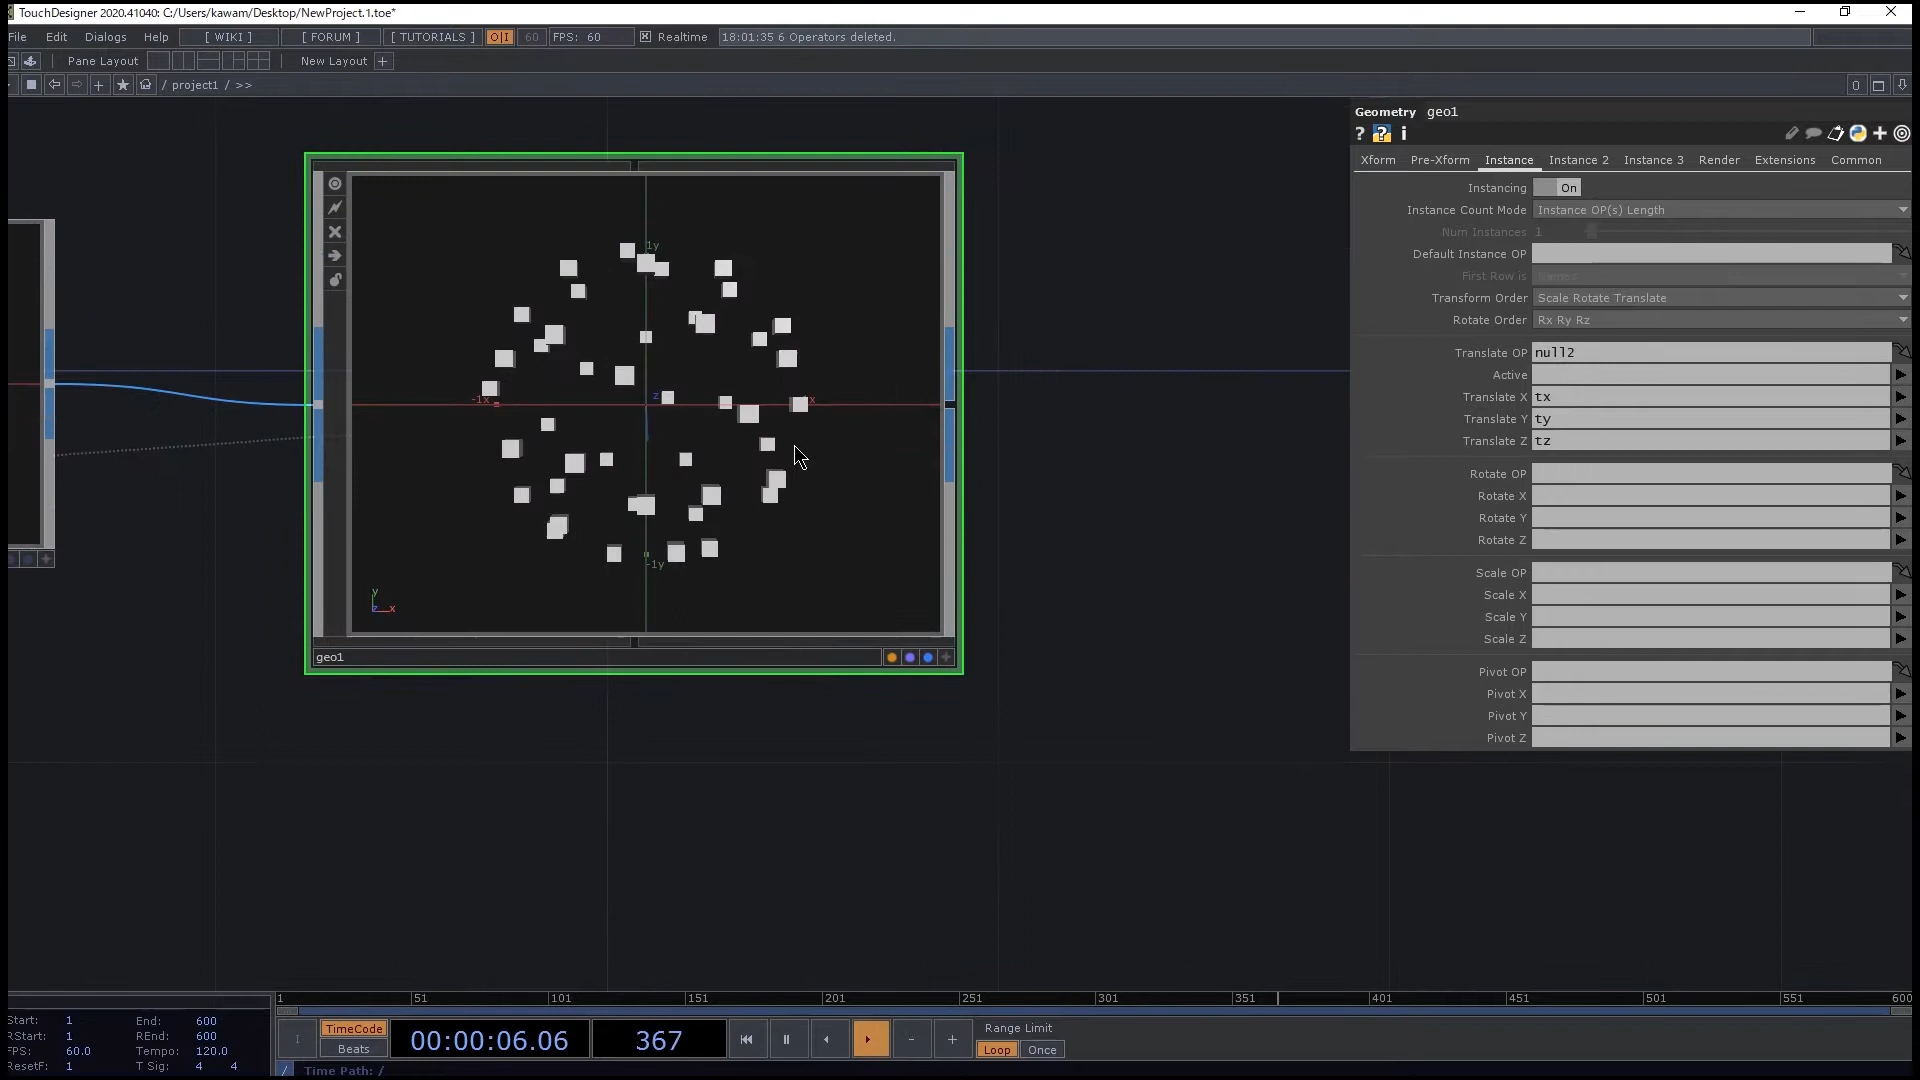 TouchDesigner 2020.41040: C:/Users/kawam/Desktop/NewProject.1.toe*
File Edit Dialogs Help [ WIKI ] [ FORUM ] [ TUTORIALS ] O|I 60 FPS: 60 Realtime 18:01:35 6 Operators deleted.
Pane Layout New Layout +
/ project1 / >> 0
Geometry geo1
? ? i
Xform Pre-Xform Instance Instance 2 Instance 3 Render Extensions Common
Instancing On
Instance Count Mode Instance OP(s) Length
Num Instances 1
Default Instance OP
First Row is Names
Transform Order Scale Rotate Translate
Rotate Order Rx Ry Rz
Translate OP null2
Active
Translate X tx
Translate Y ty
Translate Z tz
Rotate OP
Rotate X
Rotate Y
Rotate Z
Scale OP
Scale X
Scale Y
Scale Z
Pivot OP
Pivot X
Pivot Y
Pivot Z
1y
-1x z x
-1y
y
z x
geo1
1 51 101 151 201 251 301 351 401 451 501 551 600
Start: 1 End: 600
RStart: 1 REnd: 600
FPS: 60.0 Tempo: 120.0
ResetF: 1 T Sig: 4 4
TimeCode
Beats
00:00:06.06 367
Range Limit
Loop Once
/ Time Path: /